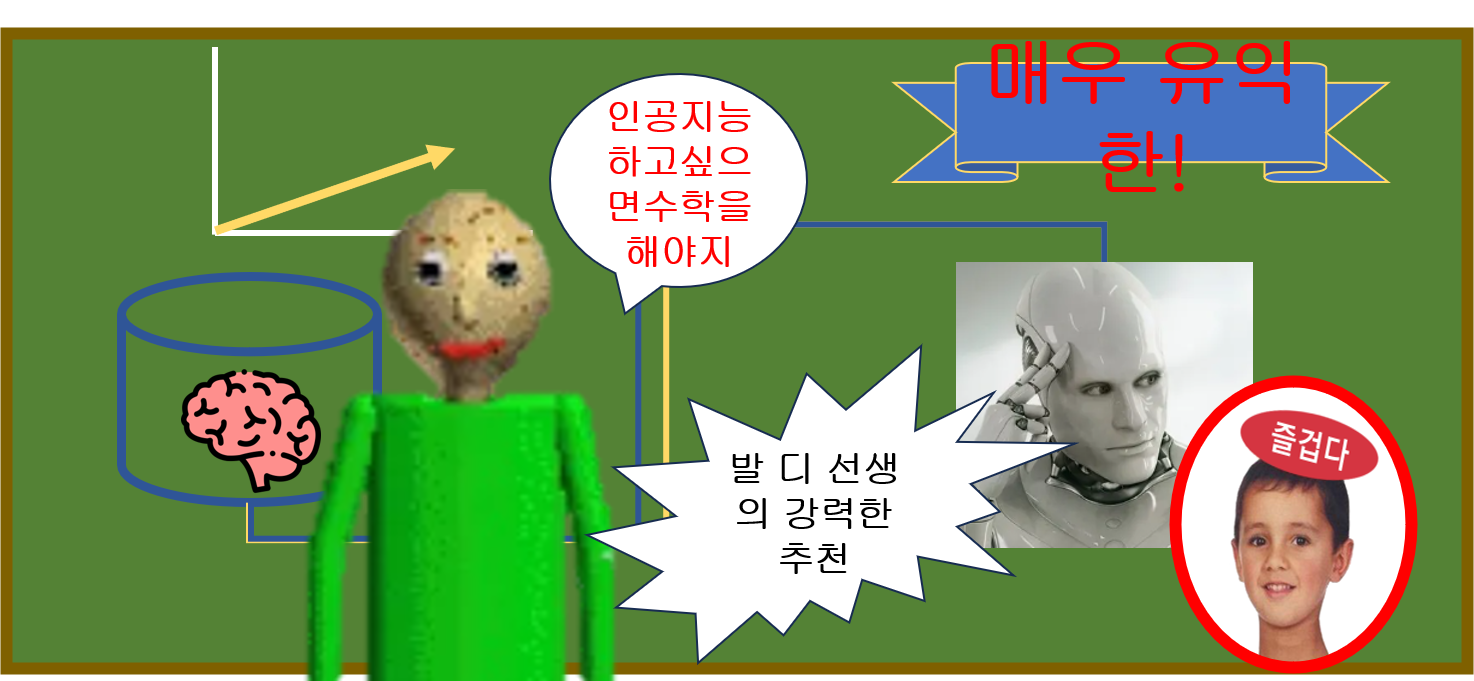 매우 유익
한!
인공지능
하고싶으
면수학을
해야지
발 디 선생
의 강력한
추천
즐겁다